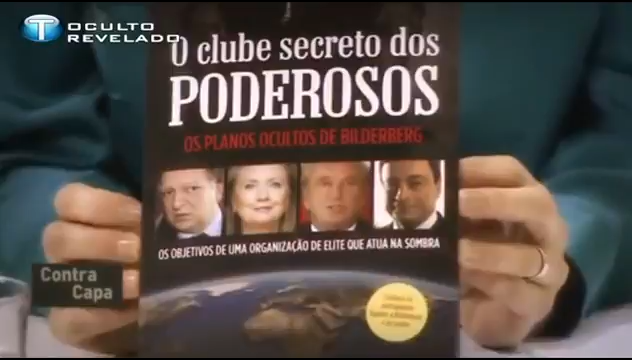 OCULTO
REVELADO
O clube secreto dos
PODEROSOS
OS PLANOS OCULTOS DE BILDERBERG
OS OBJETIVOS DE UMA ORGANIZAÇÃO DE ELITE QUE ATUA NA SOMBRA
Contra
Capa